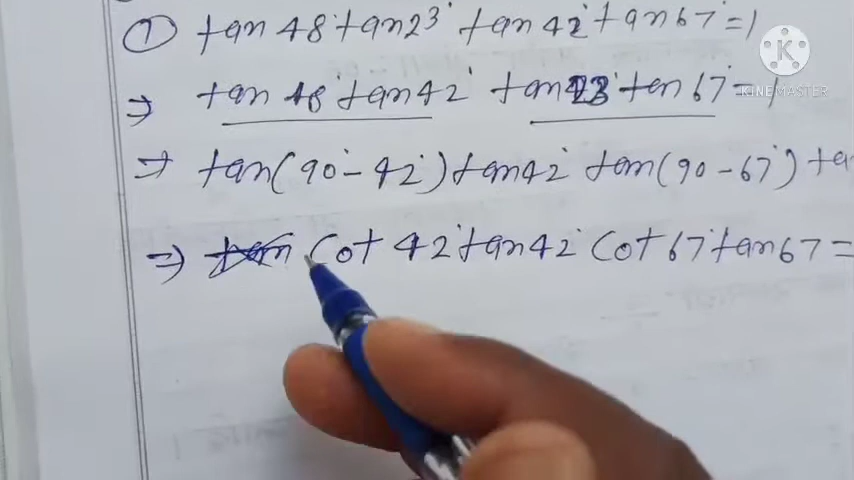 ① tan 48° tan 23° tan 42° tan 67° = 1
⇒ tan 48° tan 42° tan 23° tan 67° = 1
⇒ tan (90° - 42°) tan 42° tan (90 - 67°) ta
⇒ Cot 42° tan 42° Cot 67° tan 67 =
KINEMASTER